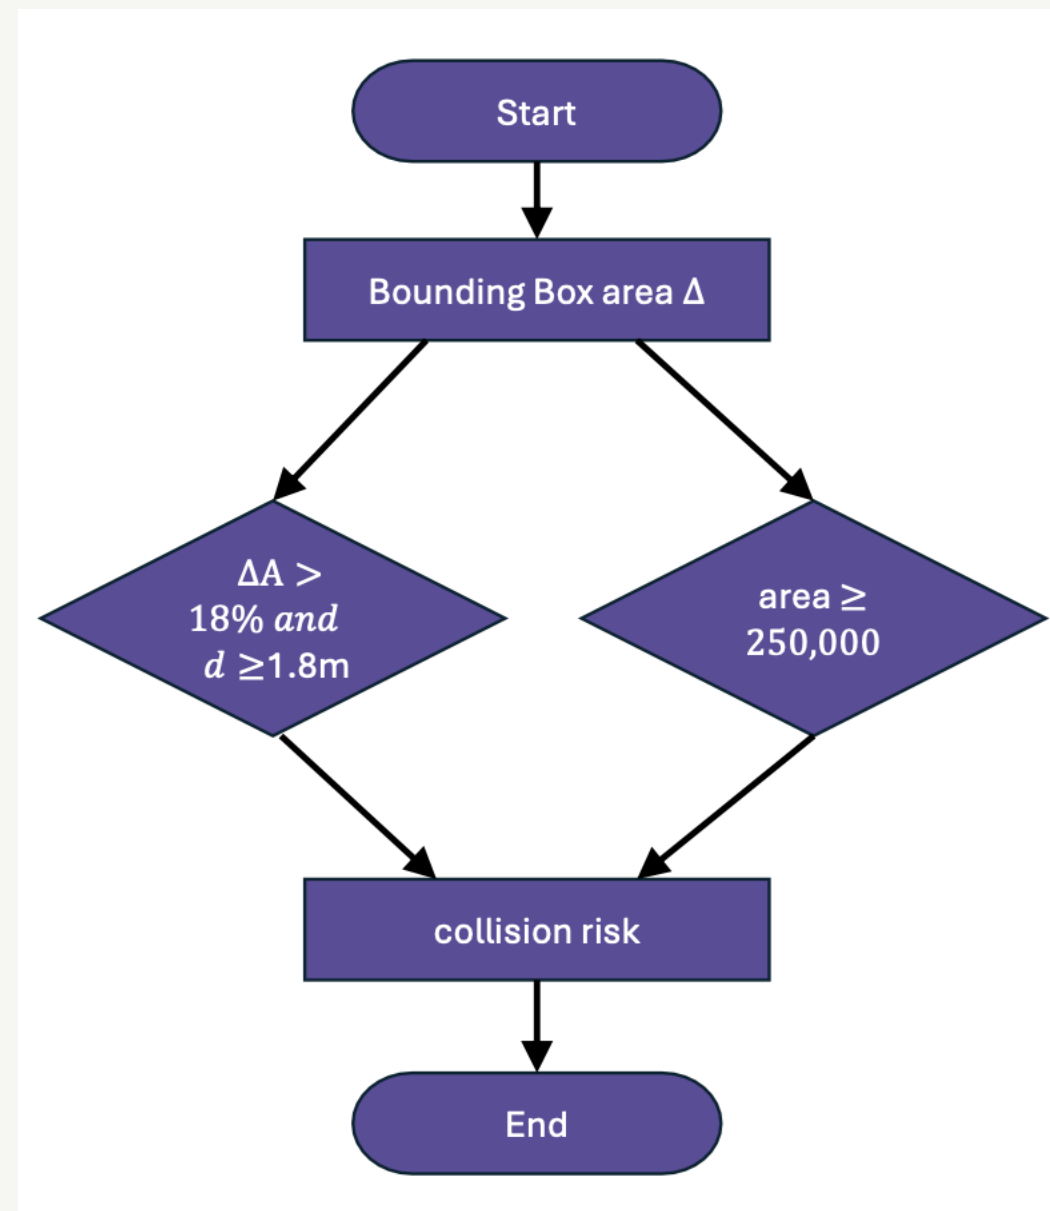 Start
Bounding Box area Δ
ΔA >
18% and
d ≥1.8m
area ≥
250,000
collision risk
End